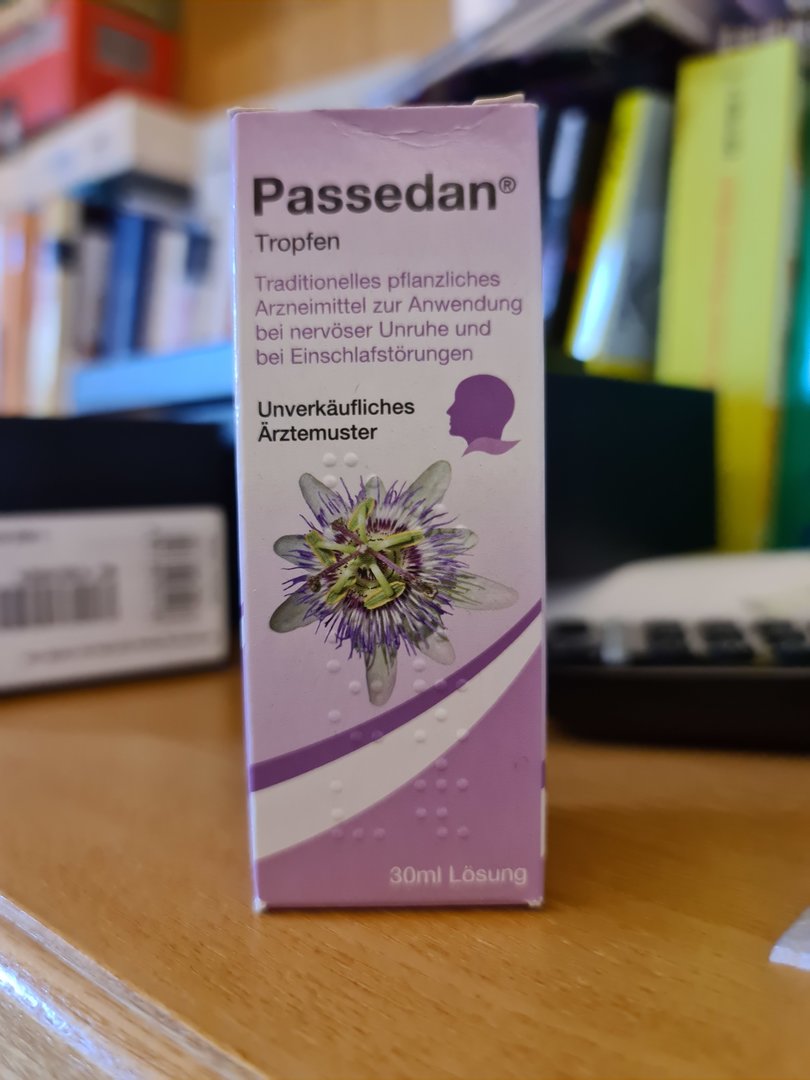 Passedan®
Tropfen
Traditionelles pflanzliches
Arzneimittel zur Anwendung
bei nervöser Unruhe und
bei Einschlafstörungen
Unverkäufliches
Ärztemuster
30ml Lösung